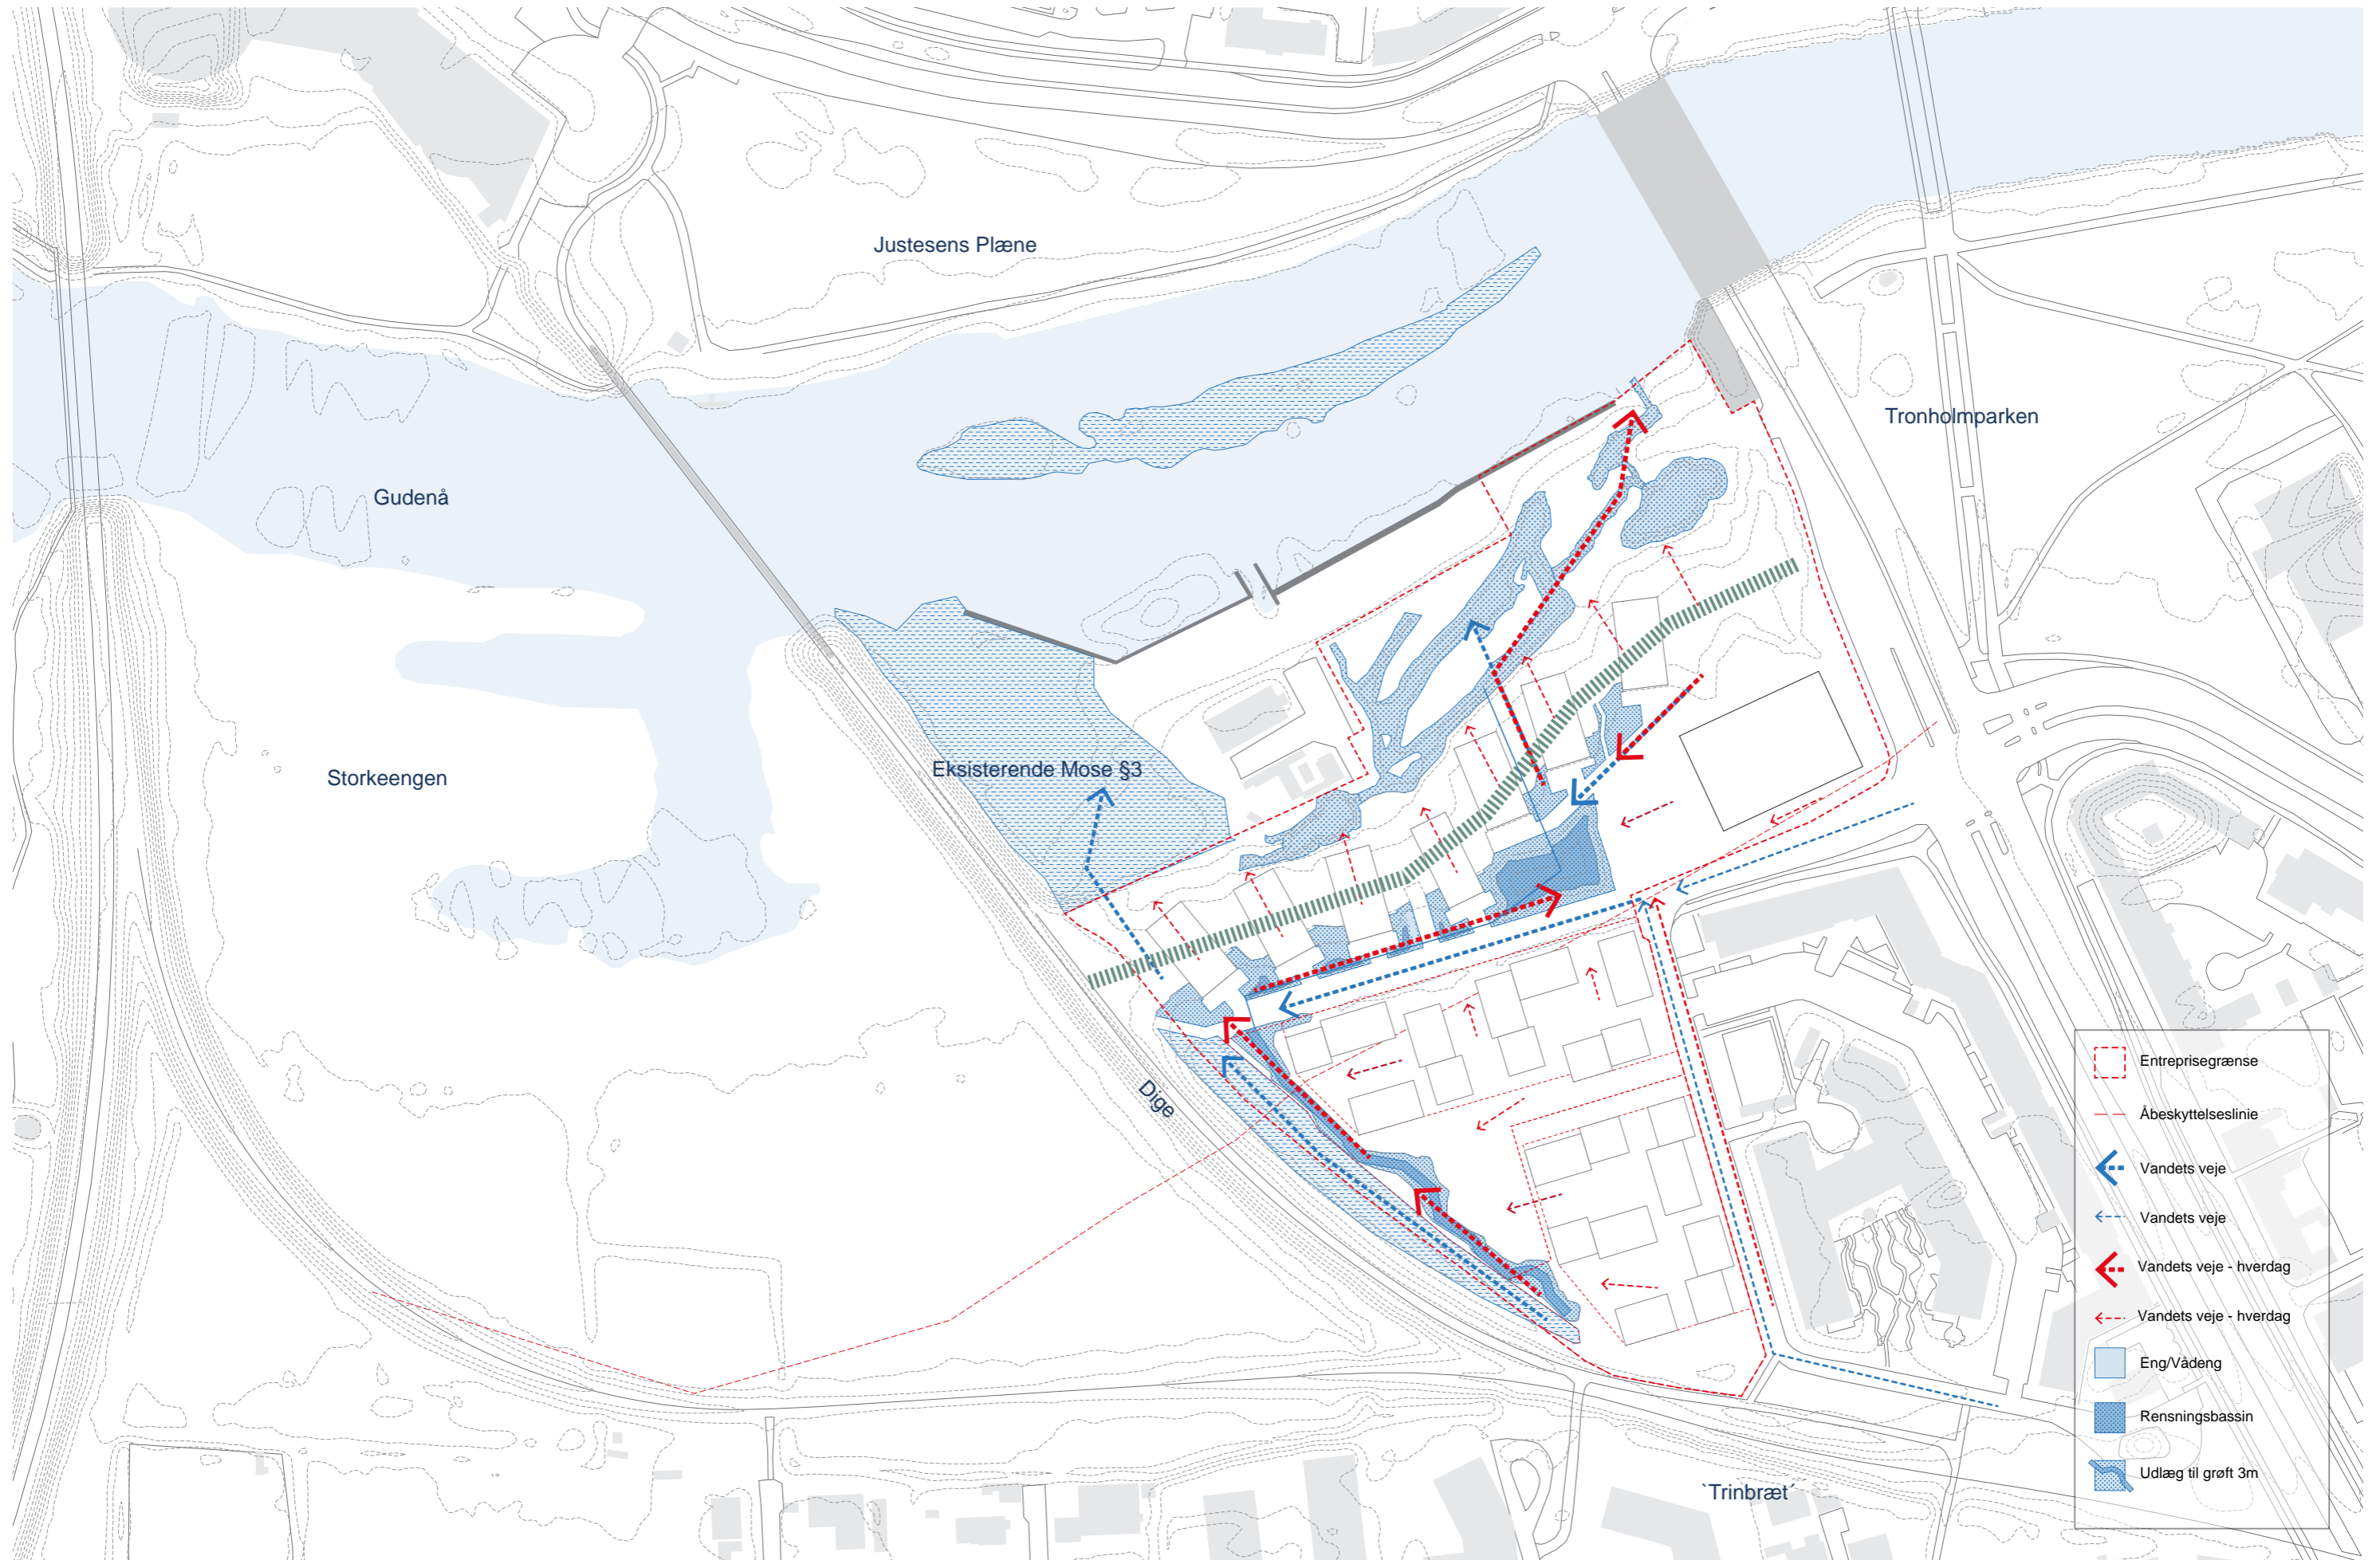 Justesens Plæne
Tronholmparken
Gudenå
Storkeengen
Eksisterende Mose §3
Dige
`Trinbræt´
Entreprisegrænse
Åbeskyttelseslinie
Vandets veje
Vandets veje
Vandets veje - hverdag
Vandets veje - hverdag
Eng/Vådeng
Rensningsbassin
Udlæg til grøft 3m